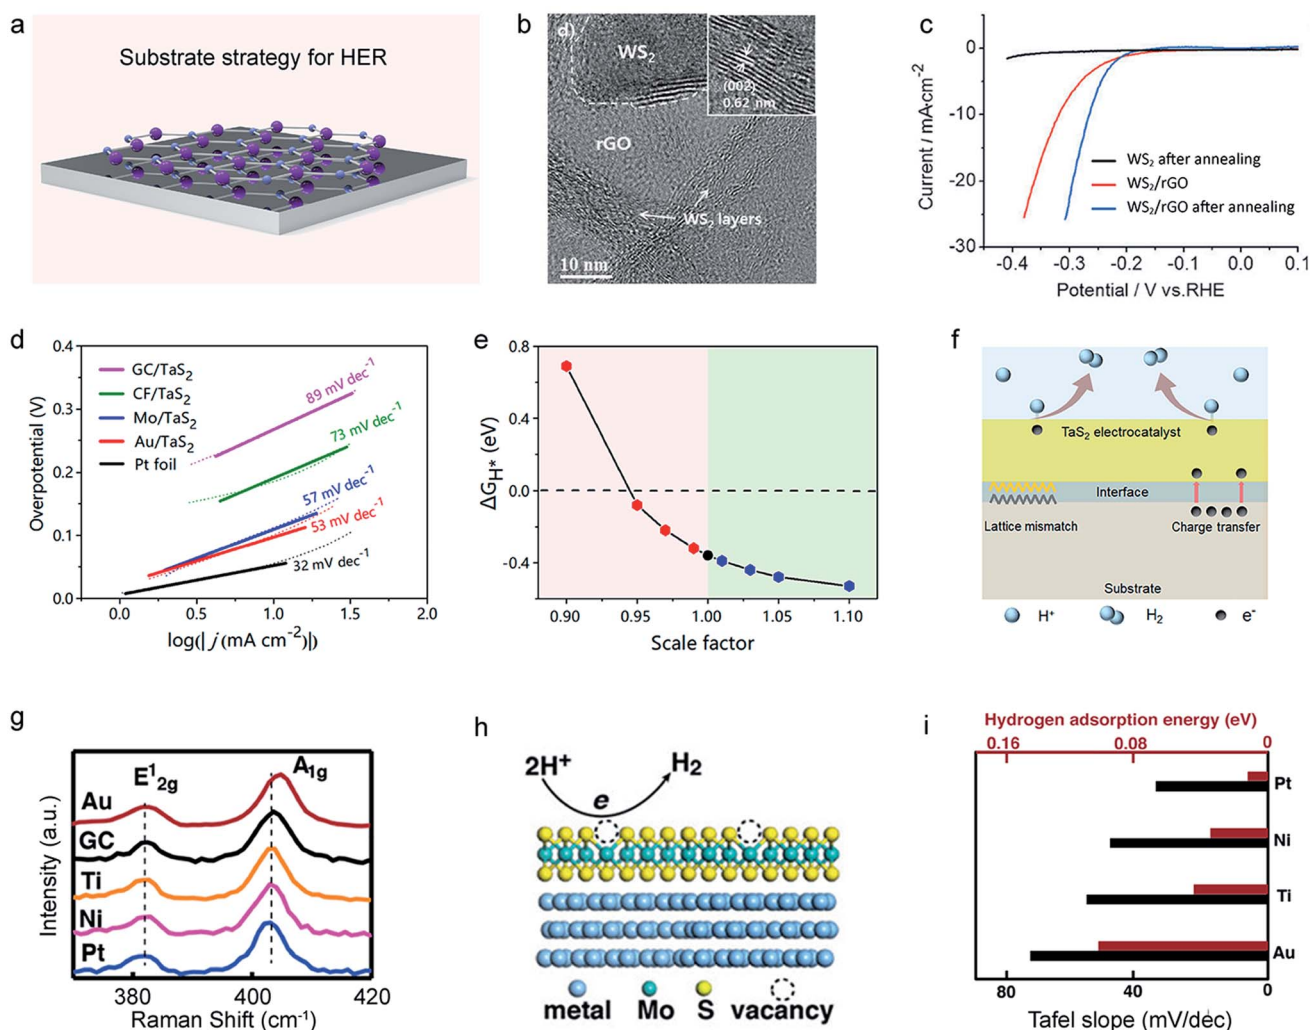 a
Substrate strategy for HER
b
d)
WS₂
(002)
0.62 nm
rGO
WS₂ layers
10 nm
c
Current / mA·cm⁻²
0
-10
-20
-30
WS₂ after annealing
WS₂/rGO
WS₂/rGO after annealing
-0.4 -0.3 -0.2 -0.1 0.0 0.1
Potential / V vs.RHE
d
Overpotential (V)
0.4
0.3
0.2
0.1
0.0
GC/TaS₂
CF/TaS₂
Mo/TaS₂
Au/TaS₂
Pt foil
89 mV dec⁻¹
73 mV dec⁻¹
57 mV dec⁻¹
53 mV dec⁻¹
32 mV dec⁻¹
0.0 0.5 1.0 1.5 2.0
log(| j (mA cm⁻²)|)
e
ΔG_H* (eV)
0.8
0.4
0.0
-0.4
0.90 0.95 1.00 1.05 1.10
Scale factor
f
TaS₂ electrocatalyst
Interface
Lattice mismatch
Charge transfer
Substrate
H⁺ H₂ e⁻
g
Intensity (a.u.)
E¹₂g
A₁g
Au
GC
Ti
Ni
Pt
380 400 420
Raman Shift (cm⁻¹)
h
2H⁺ H₂
e
metal Mo S vacancy
i
Hydrogen adsorption energy (eV)
0.16 0.08 0
Pt
Ni
Ti
Au
80 40 0
Tafel slope (mV/dec)